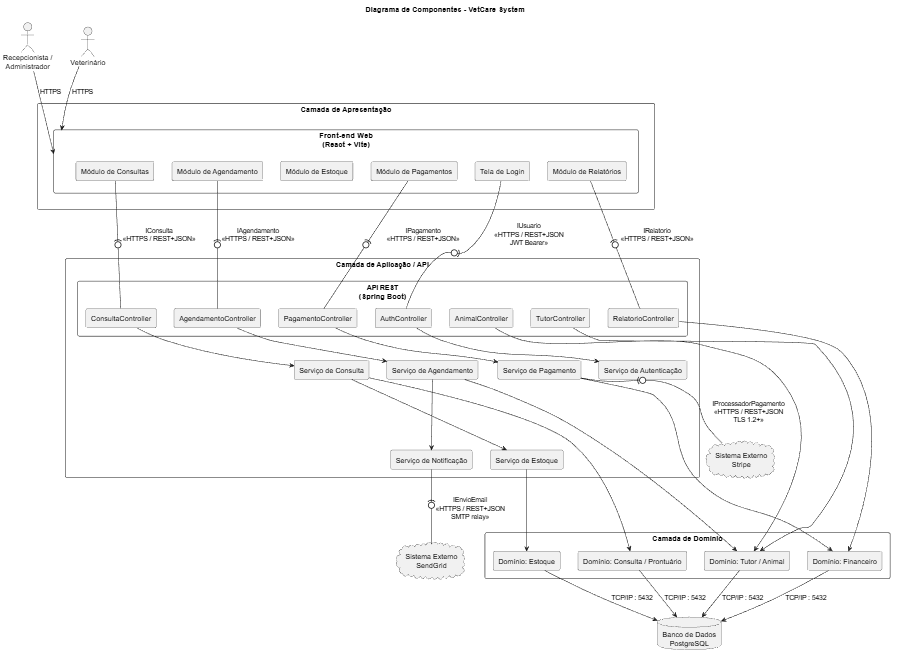 Diagrama de Componentes - VetCare System
Recepcionista /
Administrador
Veterinário
HTTPS
HTTPS
Camada de Apresentação
Front-end Web
(React + Vite)
Módulo de Consultas
Módulo de Agendamento
Módulo de Estoque
Módulo de Pagamentos
Tela de Login
Módulo de Relatórios
IConsulta
«HTTPS / REST+JSON»
IAgendamento
«HTTPS / REST+JSON»
IPagamento
«HTTPS / REST+JSON»
IUsuario
«HTTPS / REST+JSON
JWT Bearer»
IRelatorio
«HTTPS / REST+JSON»
Camada de Aplicação / API
API REST
(Spring Boot)
ConsultaController
AgendamentoController
PagamentoController
AuthController
AnimalController
TutorController
RelatorioController
Serviço de Consulta
Serviço de Agendamento
Serviço de Pagamento
Serviço de Autenticação
IProcessadorPagamento
«HTTPS / REST+JSON
TLS 1.2+»
Serviço de Notificação
Serviço de Estoque
Sistema Externo
Stripe
IEnvioEmail
«HTTPS / REST+JSON
SMTP relay»
Sistema Externo
SendGrid
Camada de Domínio
Domínio: Estoque
Domínio: Consulta / Prontuário
Domínio: Tutor / Animal
Domínio: Financeiro
TCP/IP : 5432
TCP/IP : 5432
TCP/IP : 5432
TCP/IP : 5432
Banco de Dados
PostgreSQL